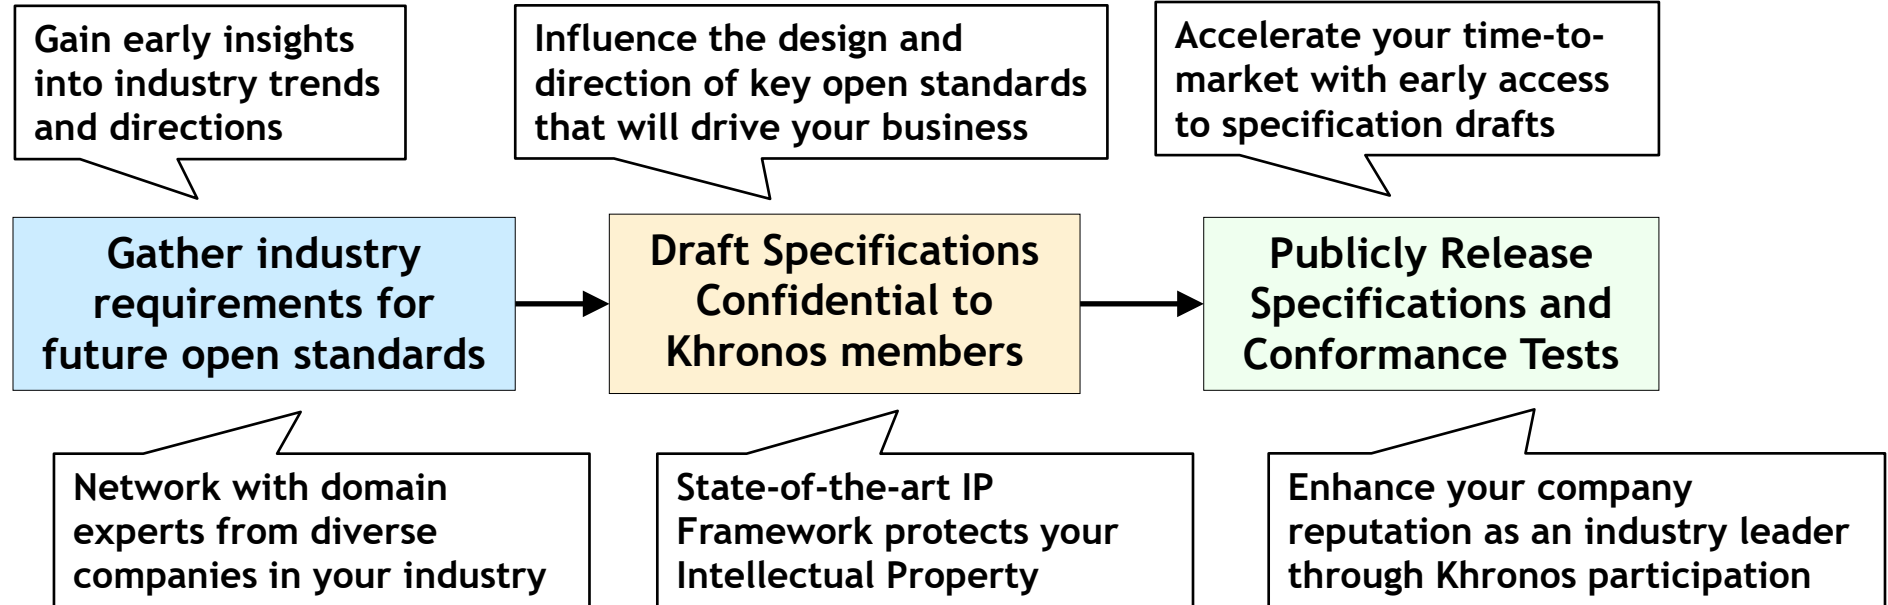 Gain early insights
into industry trends
and directions
Influence the design and
direction of key open standards
that will drive your business
Accelerate your time-to-
market with early access
to specification drafts
Gather industry
requirements for
future open standards
Draft Specifications
Confidential to
Khronos members
Publicly Release
Specifications and
Conformance Tests
Network with domain
experts from diverse
companies in your industry
State-of-the-art IP
Framework protects your
Intellectual Property
Enhance your company
reputation as an industry leader
through Khronos participation